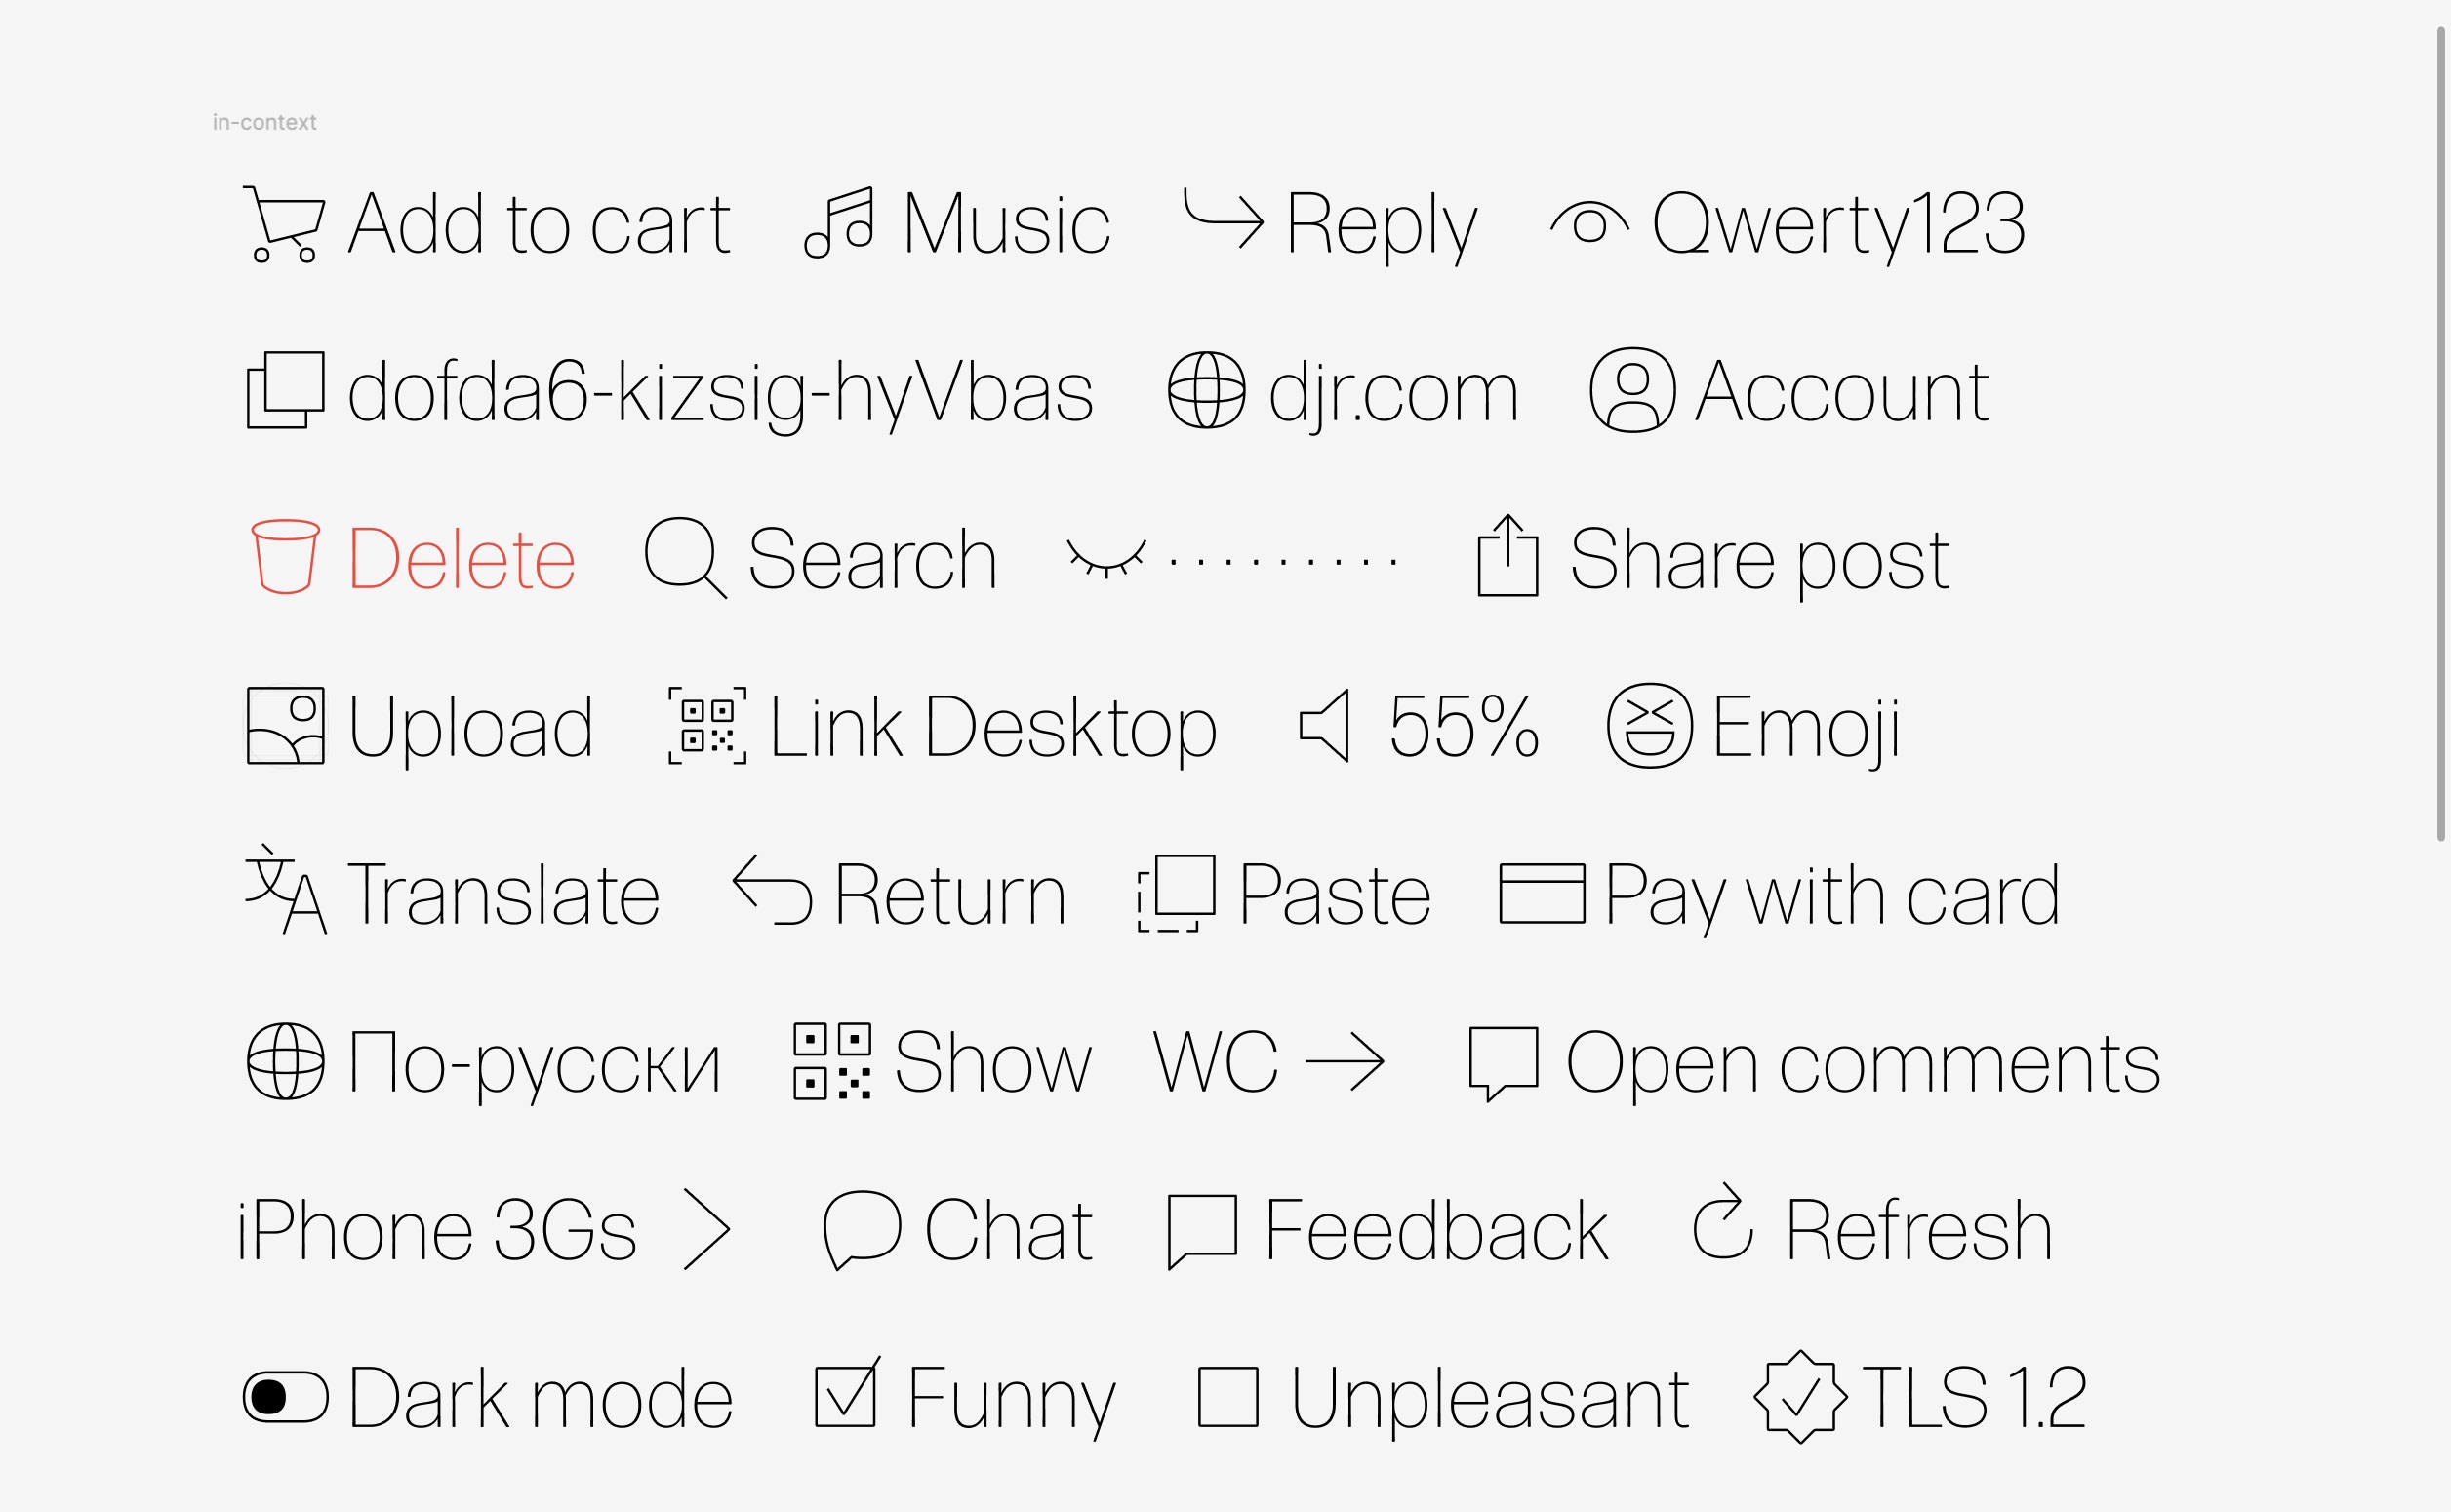 in-context
Add to cart Music Reply Qwerty123
dofda6-kizsig-hyVbas djr.com Account
Delete Search ········· Share post
Upload Link Desktop 55% Emoji
Translate Return Paste Pay with card
По-русски Show WC → Open comments
iPhone 3Gs Chat Feedback Refresh
Dark mode Funny Unpleasant TLS 1.2